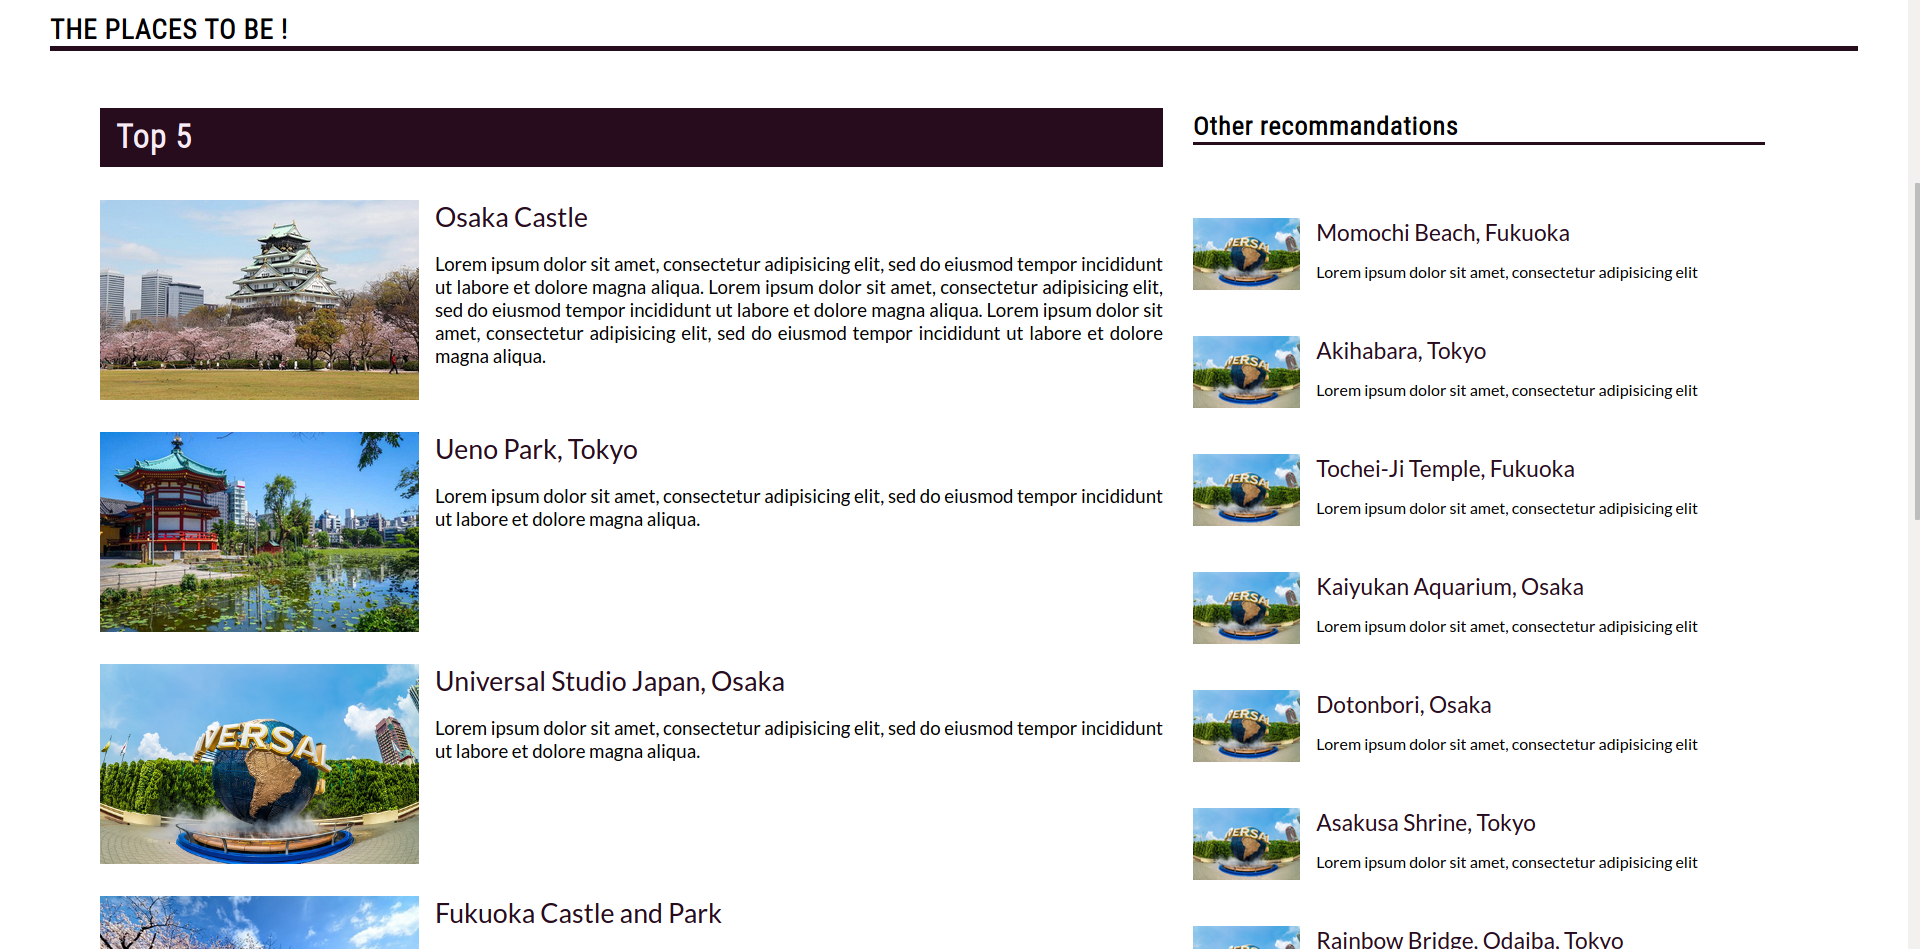 THE PLACES TO BE !
Top 5
Osaka Castle
Lorem ipsum dolor sit amet, consectetur adipisicing elit, sed do eiusmod tempor incididunt
ut labore et dolore magna aliqua. Lorem ipsum dolor sit amet, consectetur adipisicing elit,
sed do eiusmod tempor incididunt ut labore et dolore magna aliqua. Lorem ipsum dolor sit
amet, consectetur adipisicing elit, sed do eiusmod tempor incididunt ut labore et dolore
magna aliqua.
Ueno Park, Tokyo
Lorem ipsum dolor sit amet, consectetur adipisicing elit, sed do eiusmod tempor incididunt
ut labore et dolore magna aliqua.
VERSAL
Universal Studio Japan, Osaka
Lorem ipsum dolor sit amet, consectetur adipisicing elit, sed do eiusmod tempor incididunt
ut labore et dolore magna aliqua.
Fukuoka Castle and Park
Other recommandations
VERSAL
Momochi Beach, Fukuoka
Lorem ipsum dolor sit amet, consectetur adipisicing elit
VERSAL
Akihabara, Tokyo
Lorem ipsum dolor sit amet, consectetur adipisicing elit
VERSAL
Tochei-Ji Temple, Fukuoka
Lorem ipsum dolor sit amet, consectetur adipisicing elit
VERSAL
Kaiyukan Aquarium, Osaka
Lorem ipsum dolor sit amet, consectetur adipisicing elit
VERSAL
Dotonbori, Osaka
Lorem ipsum dolor sit amet, consectetur adipisicing elit
VERSAL
Asakusa Shrine, Tokyo
Lorem ipsum dolor sit amet, consectetur adipisicing elit
Rainbow Bridge, Odaiba, Tokyo